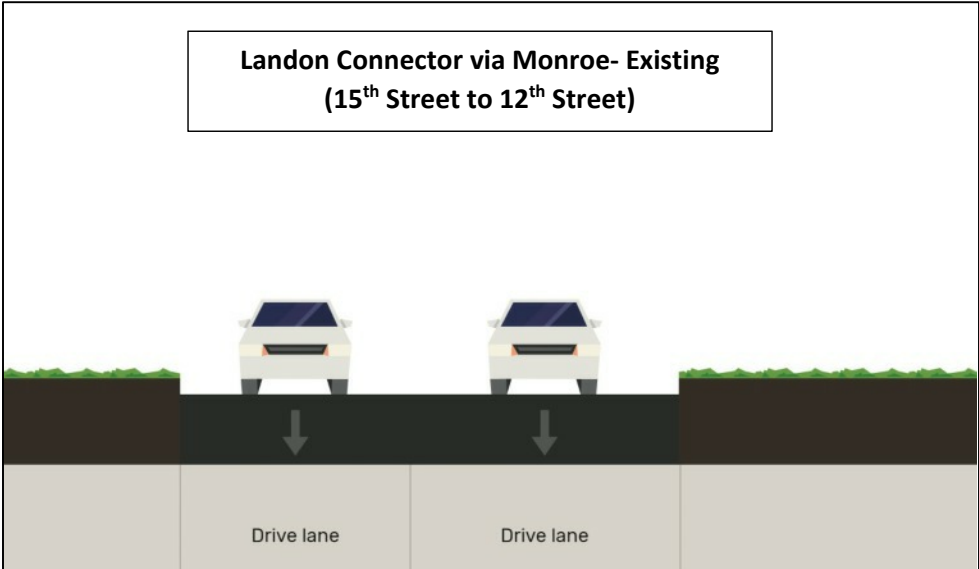 Landon Connector via Monroe- Existing
(15th Street to 12th Street)
Drive lane Drive lane